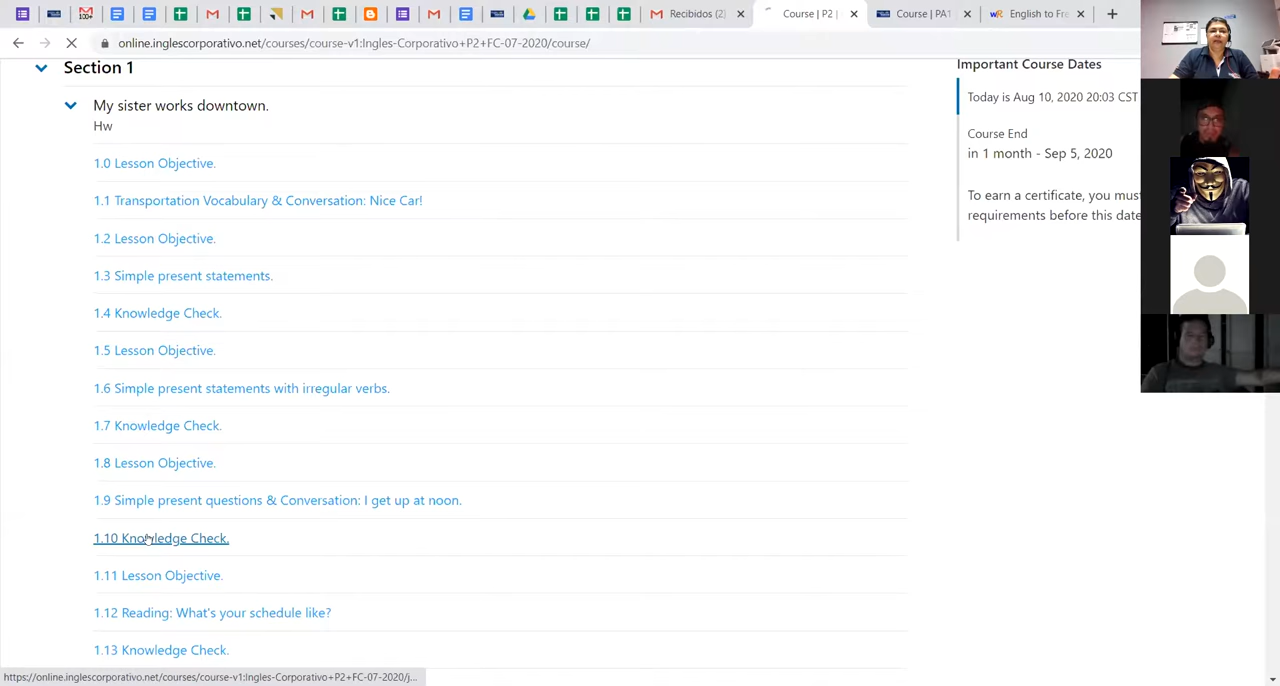 100+
Recibidos (2)
Course | P2 |
Course | PA1
English to Fre
online.inglescorporativo.net/courses/course-v1:Ingles-Corporativo+P2+FC-07-2020/course/
Section 1
My sister works downtown.
Hw
1.0 Lesson Objective.
1.1 Transportation Vocabulary & Conversation: Nice Car!
1.2 Lesson Objective.
1.3 Simple present statements.
1.4 Knowledge Check.
1.5 Lesson Objective.
1.6 Simple present statements with irregular verbs.
1.7 Knowledge Check.
1.8 Lesson Objective.
1.9 Simple present questions & Conversation: I get up at noon.
1.10 Knowledge Check.
1.11 Lesson Objective.
1.12 Reading: What's your schedule like?
1.13 Knowledge Check.
Important Course Dates
Today is Aug 10, 2020 20:03 CST
Course End
in 1 month - Sep 5, 2020
To earn a certificate, you must
requirements before this date
https://online.inglescorporativo.net/courses/course-v1:Ingles-Corporativo+P2+FC-07-2020/j...